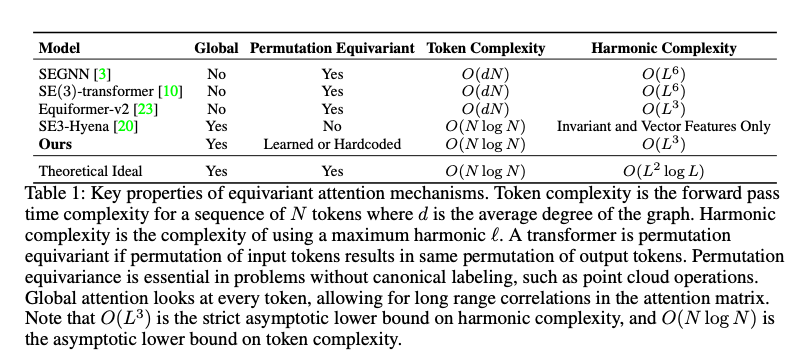 Model Global Permutation Equivariant Token Complexity Harmonic Complexity
SEGNN [3] No Yes O(dN) O(L^6)
SE(3)-transformer [10] No Yes O(dN) O(L^6)
Equiformer-v2 [23] No Yes O(dN) O(L^3)
SE3-Hyena [20] Yes No O(N log N) Invariant and Vector Features Only
Ours Yes Learned or Hardcoded O(N log N) O(L^3)
Theoretical Ideal Yes Yes O(N log N) O(L^2 log L)
Table 1: Key properties of equivariant attention mechanisms. Token complexity is the forward pass
time complexity for a sequence of N tokens where d is the average degree of the graph. Harmonic
complexity is the complexity of using a maximum harmonic ℓ. A transformer is permutation
equivariant if permutation of input tokens results in same permutation of output tokens. Permutation
equivariance is essential in problems without canonical labeling, such as point cloud operations.
Global attention looks at every token, allowing for long range correlations in the attention matrix.
Note that O(L^3) is the strict asymptotic lower bound on harmonic complexity, and O(N log N) is
the asymptotic lower bound on token complexity.